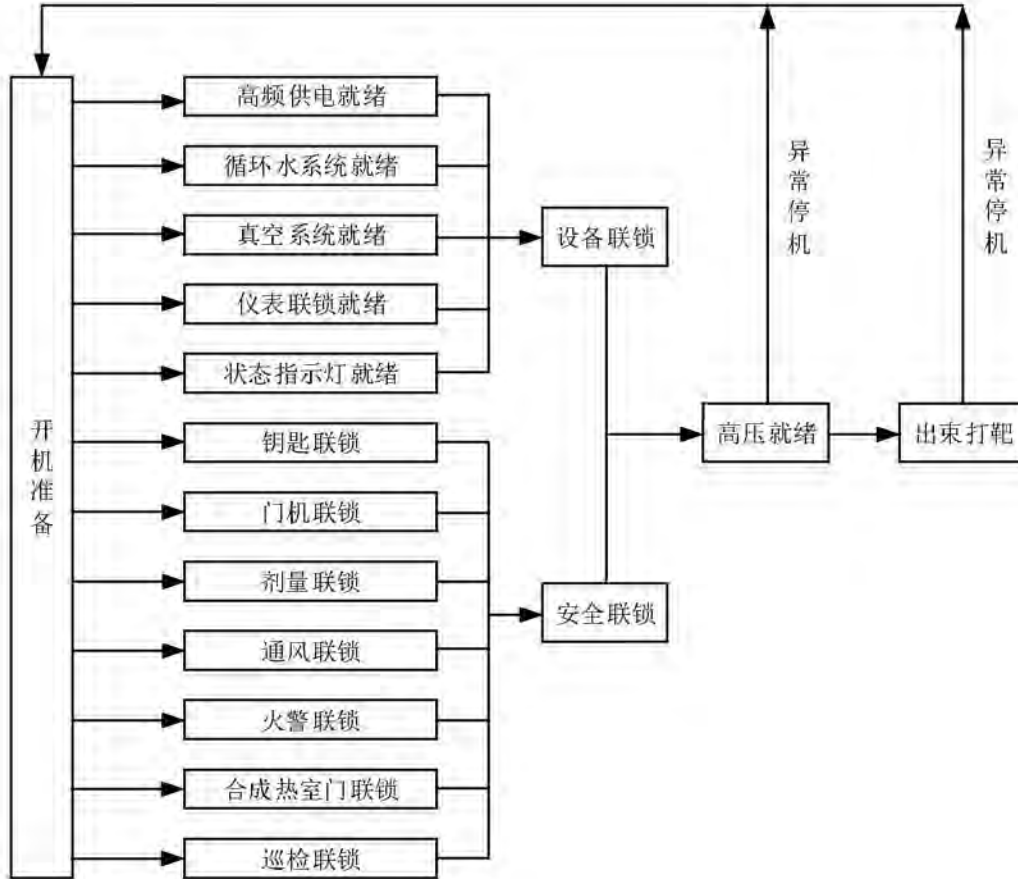 开机准备
高频供电就绪
循环水系统就绪
真空系统就绪
仪表联锁就绪
状态指示灯就绪
钥匙联锁
门机联锁
剂量联锁
通风联锁
火警联锁
合成热室门联锁
巡检联锁
设备联锁
安全联锁
高压就绪
出束打靶
异常停机
异常停机